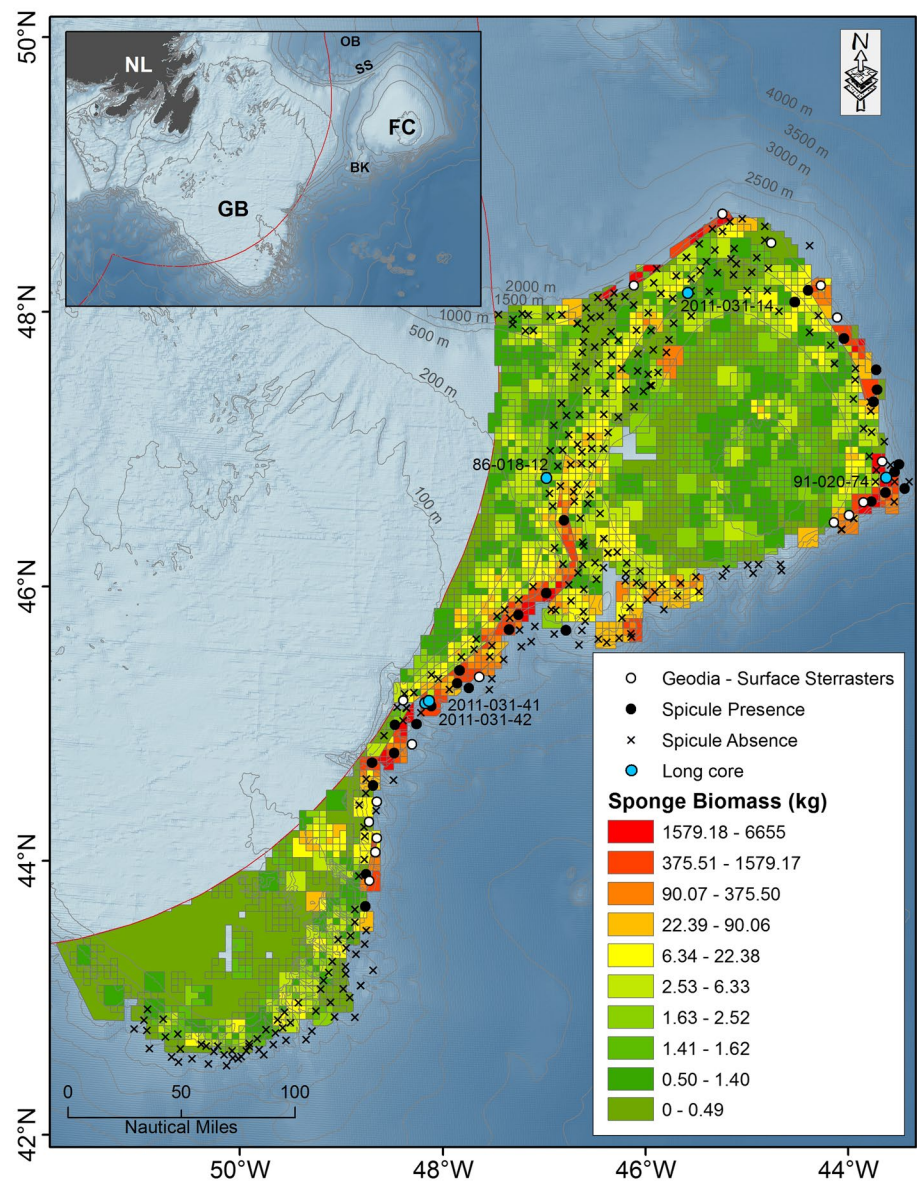 50°N
48°N
46°N
44°N
42°N
NL
OB
SS
FC
BK
GB
N
4000 m
3500 m
3000 m
2500 m
2000 m
1500 m
1000 m
500 m
200 m
100 m
2011-031-14
86-018-12
91-020-74
2011-031-41
2011-031-42
Geodia - Surface Sterrasters
Spicule Presence
Spicule Absence
Long core
Sponge Biomass (kg)
1579.18 - 6655
375.51 - 1579.17
90.07 - 375.50
22.39 - 90.06
6.34 - 22.38
2.53 - 6.33
1.63 - 2.52
1.41 - 1.62
0.50 - 1.40
0 - 0.49
0 50 100
Nautical Miles
50°W 48°W 46°W 44°W